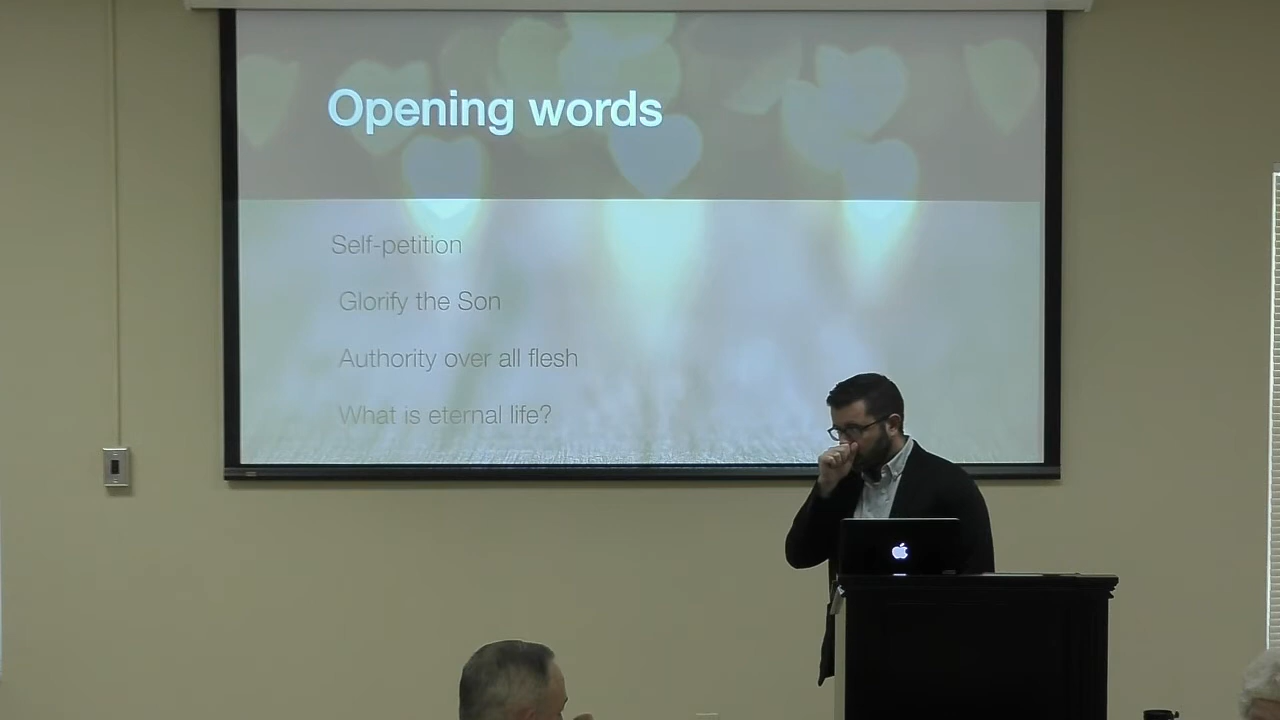 Opening words
Self-petition
Glorify the Son
Authority over all flesh
What is eternal life?